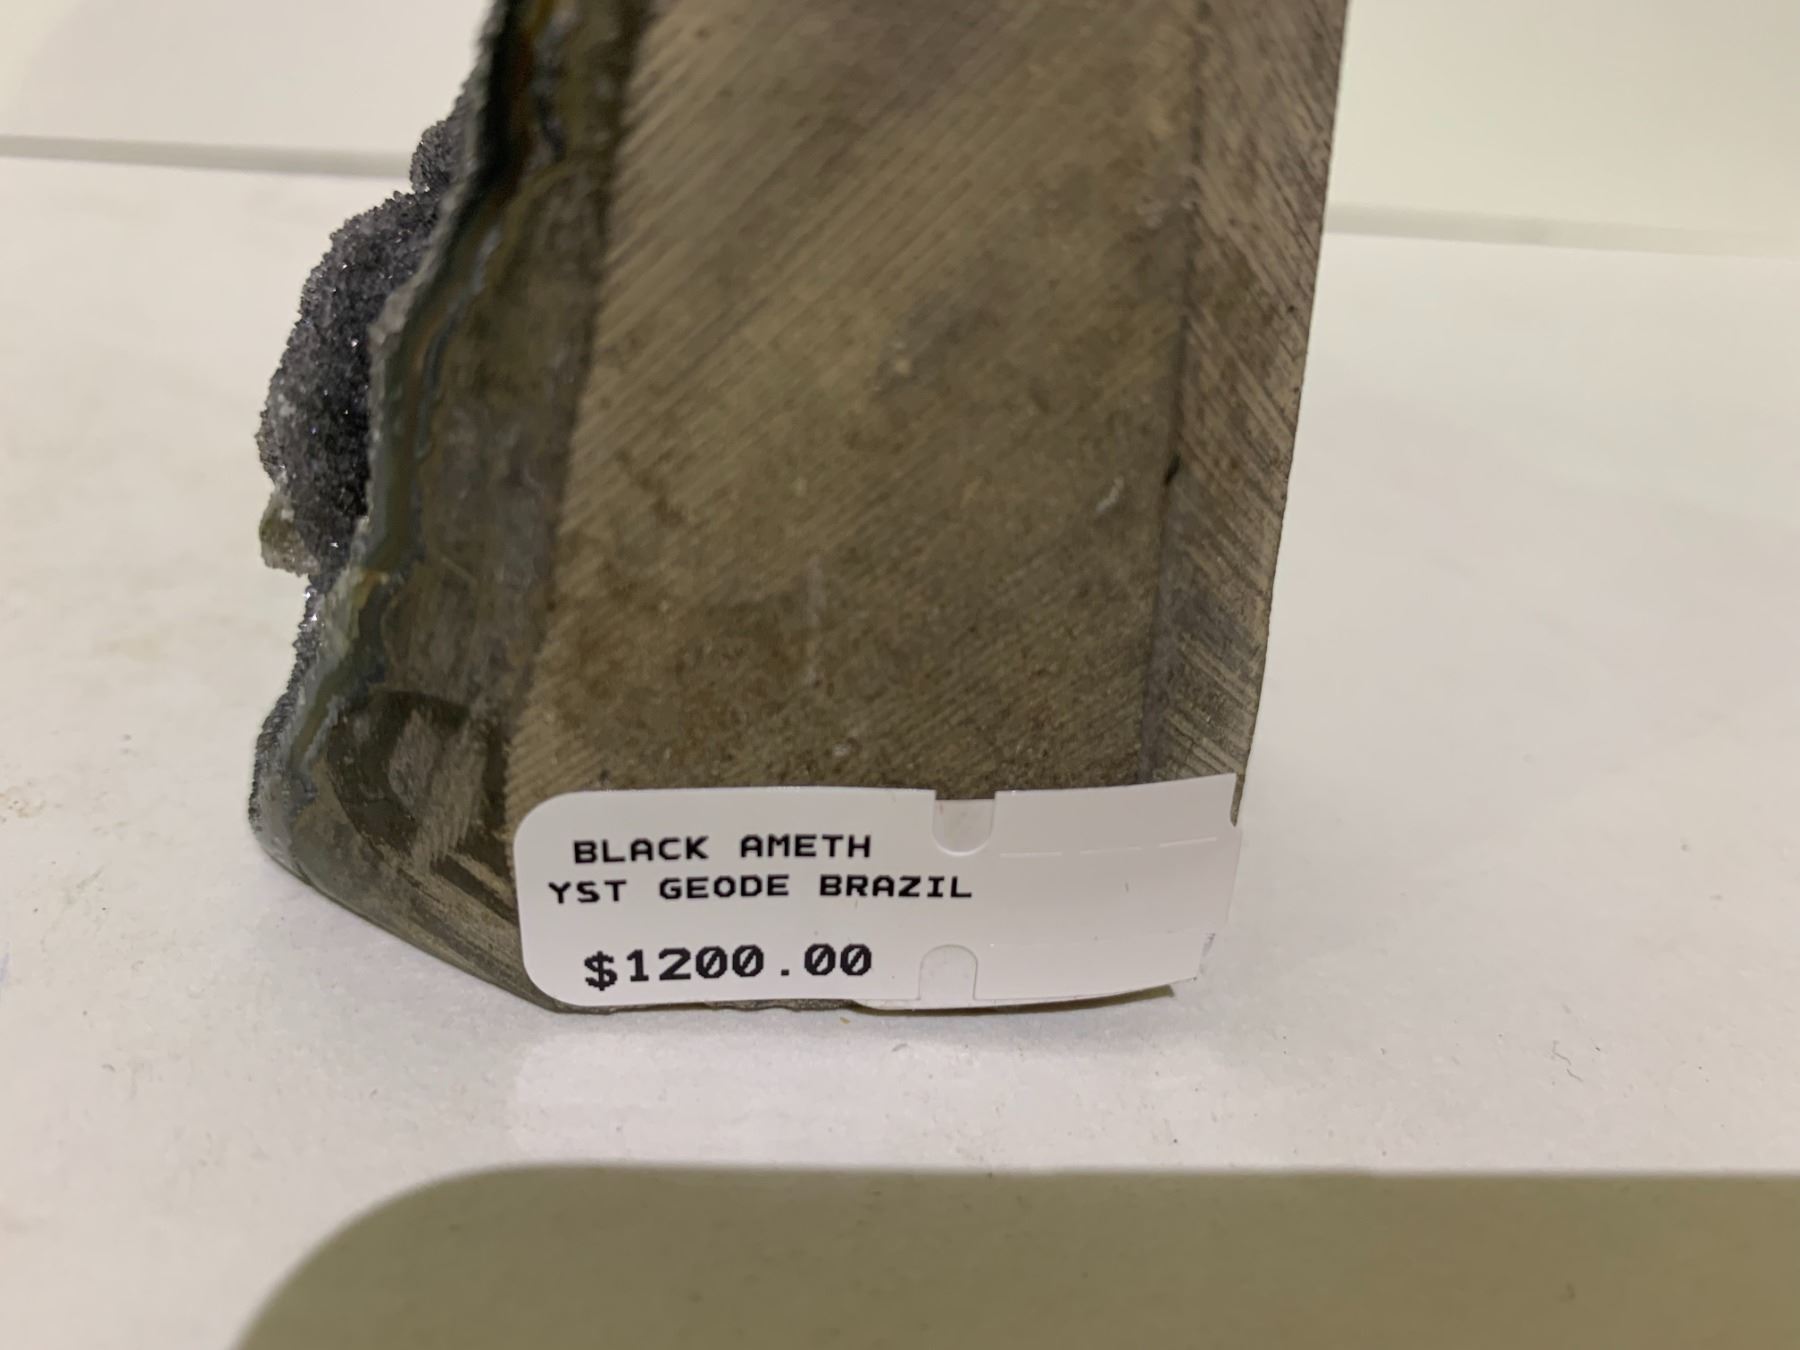 BLACK AMETH
YST GEODE BRAZIL
$1200.00